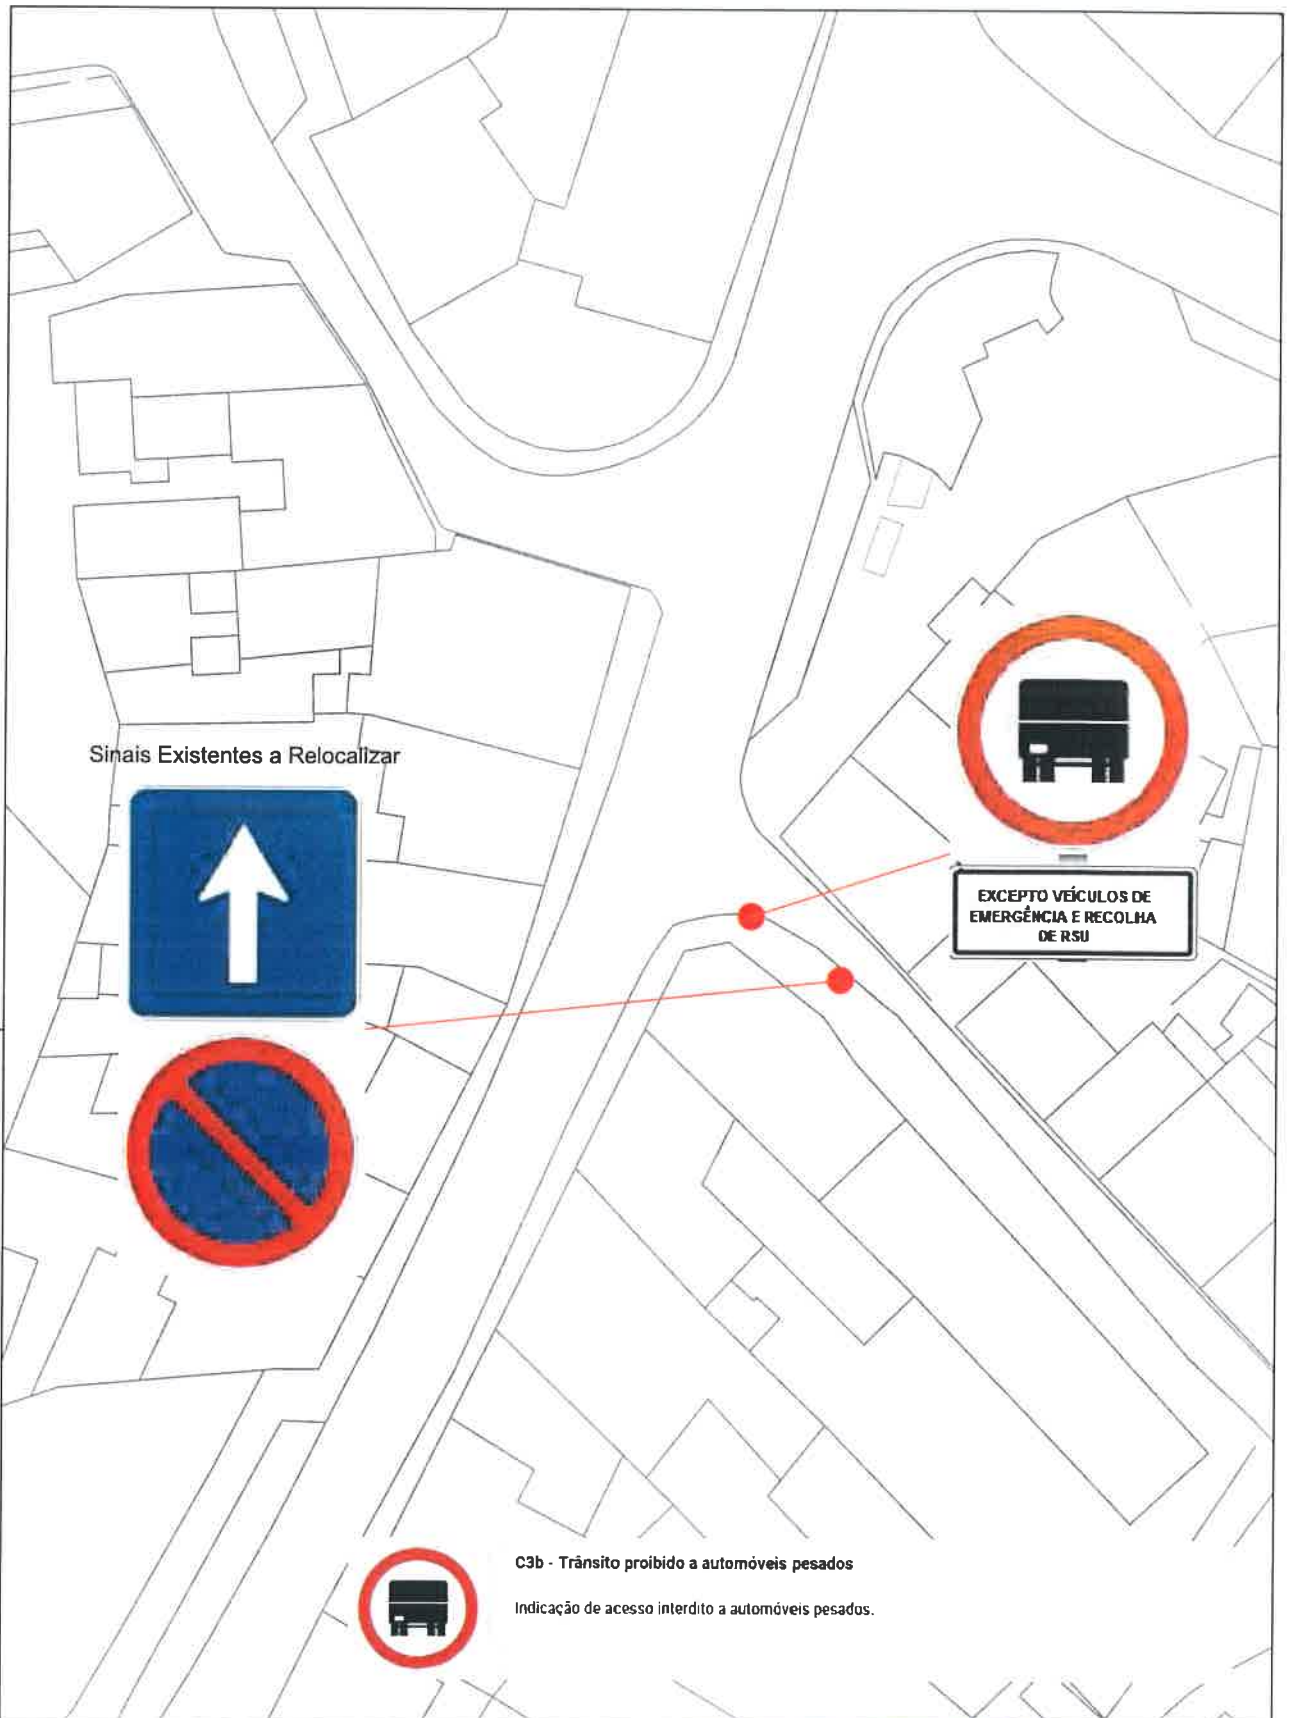 Sinais Existentes a Relocalizar
EXCEPTO VEÍCULOS DE
EMERGÊNCIA E RECOLHA
DE RSU
C3b - Trânsito proibido a automóveis pesados
Indicação de acesso interdito a automóveis pesados.